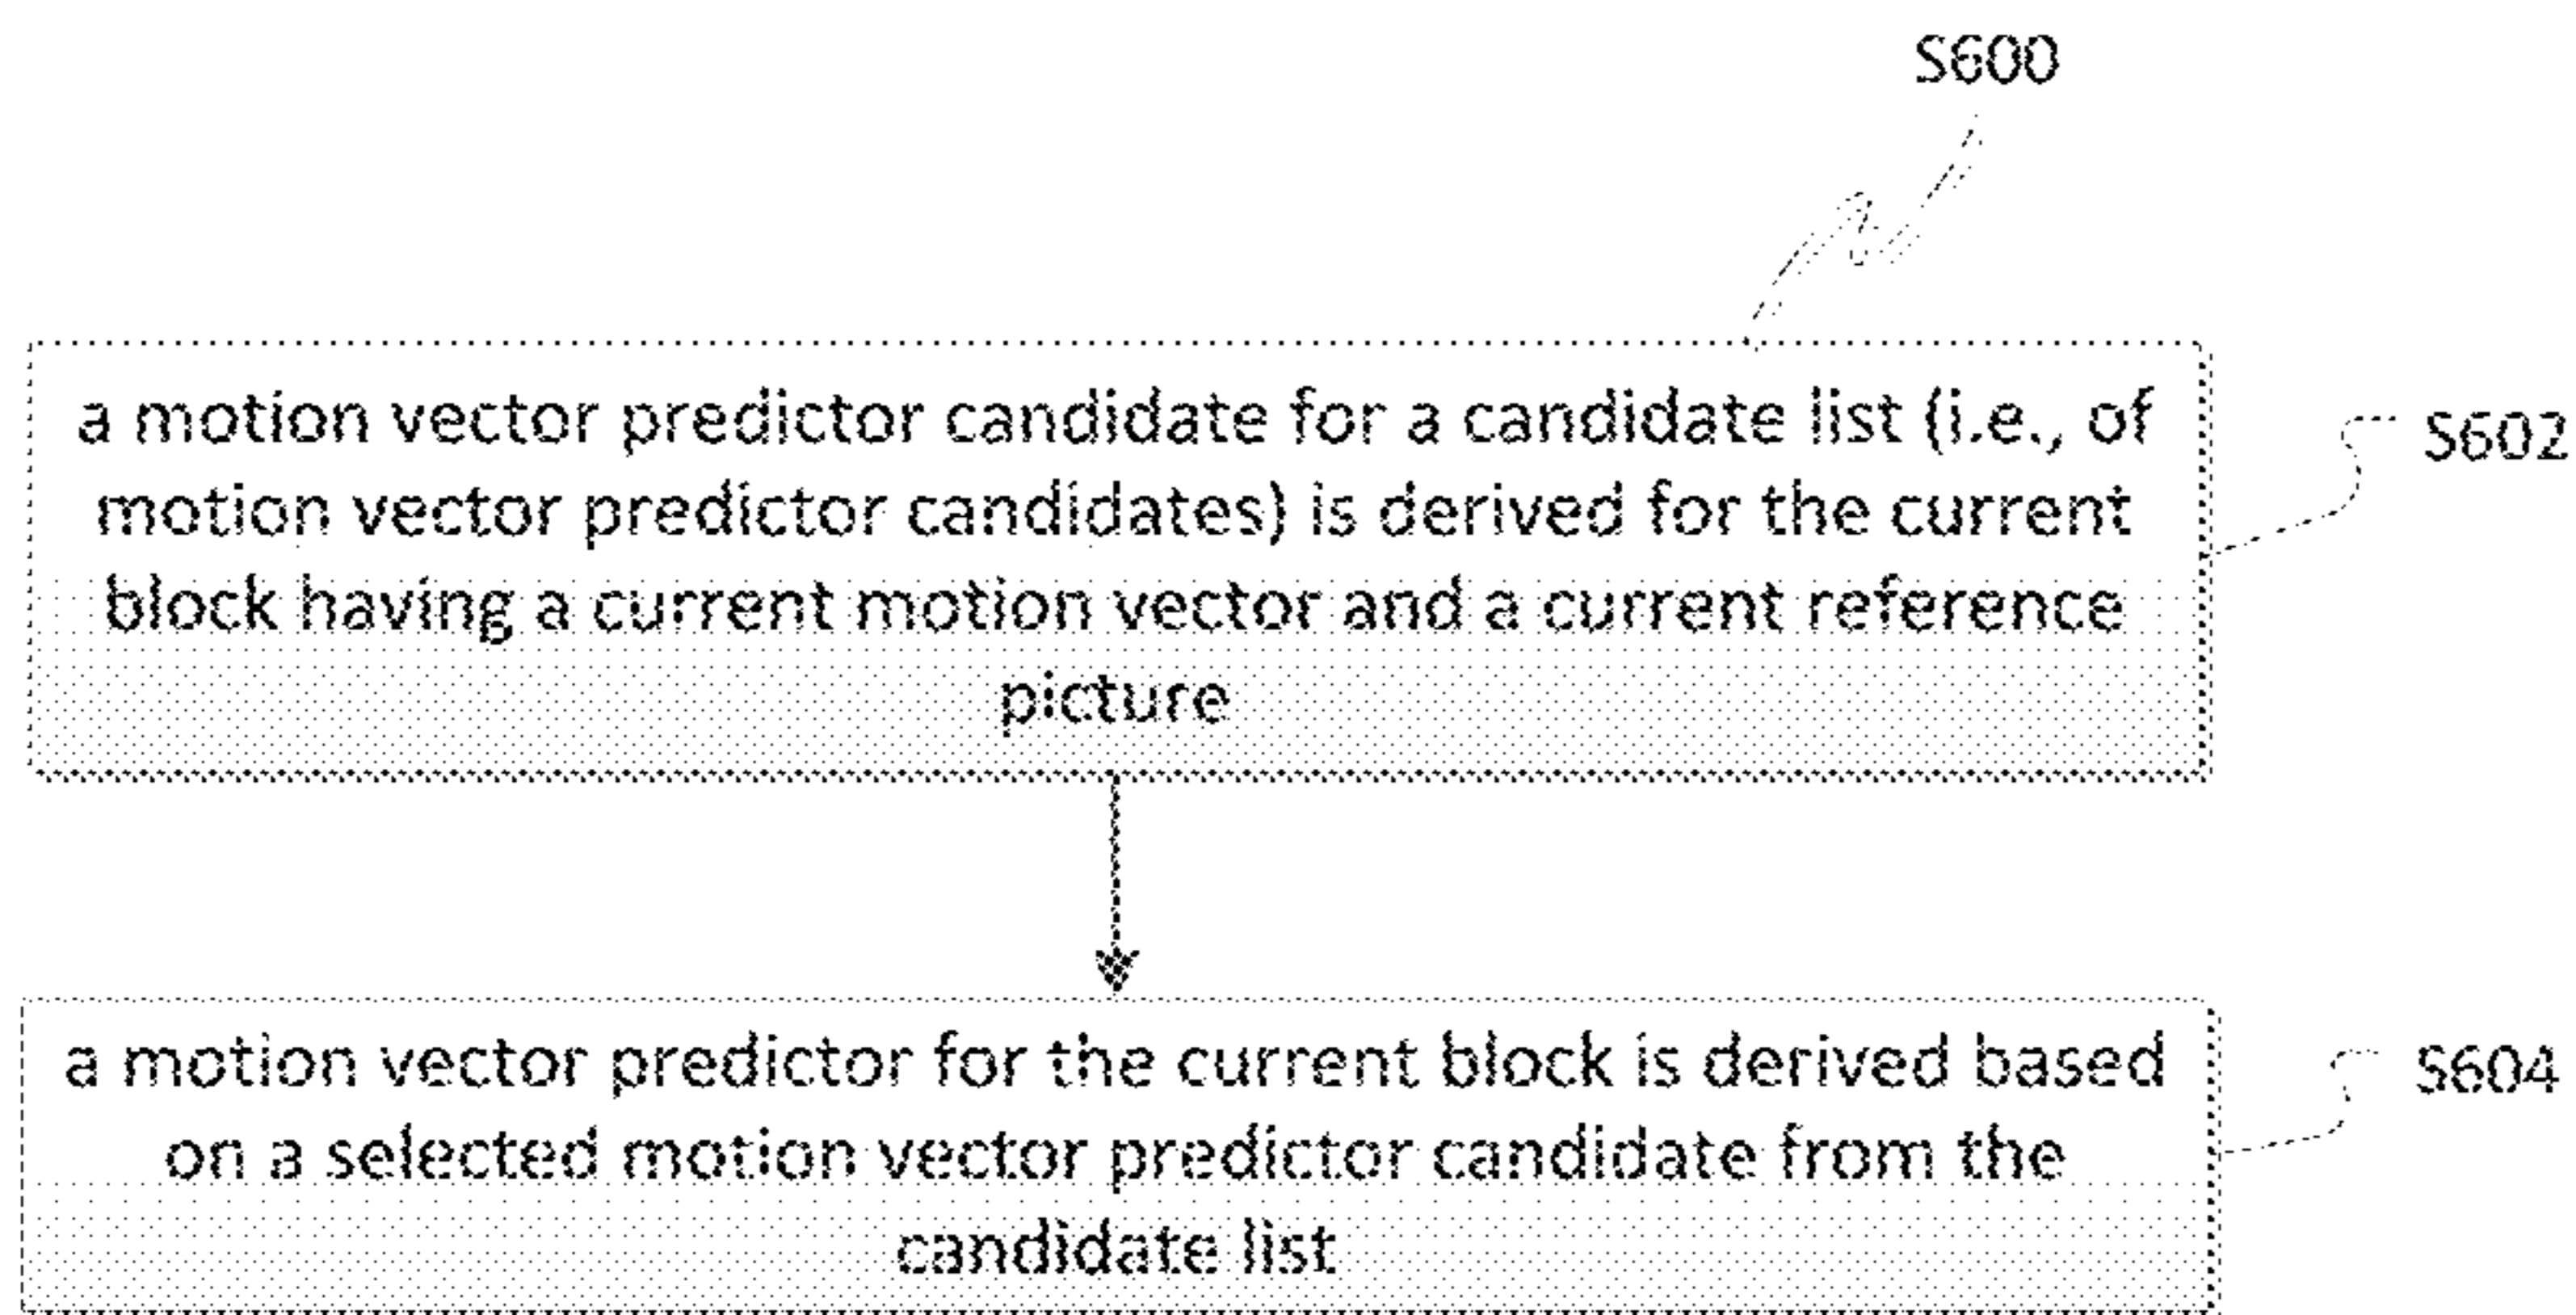 S600
a motion vector predictor candidate for a candidate list (i.e., of
motion vector predictor candidates) is derived for the current
block having a current motion vector and a current reference
picture
S602
a motion vector predictor for the current block is derived based
on a selected motion vector predictor candidate from the
candidate list
S604